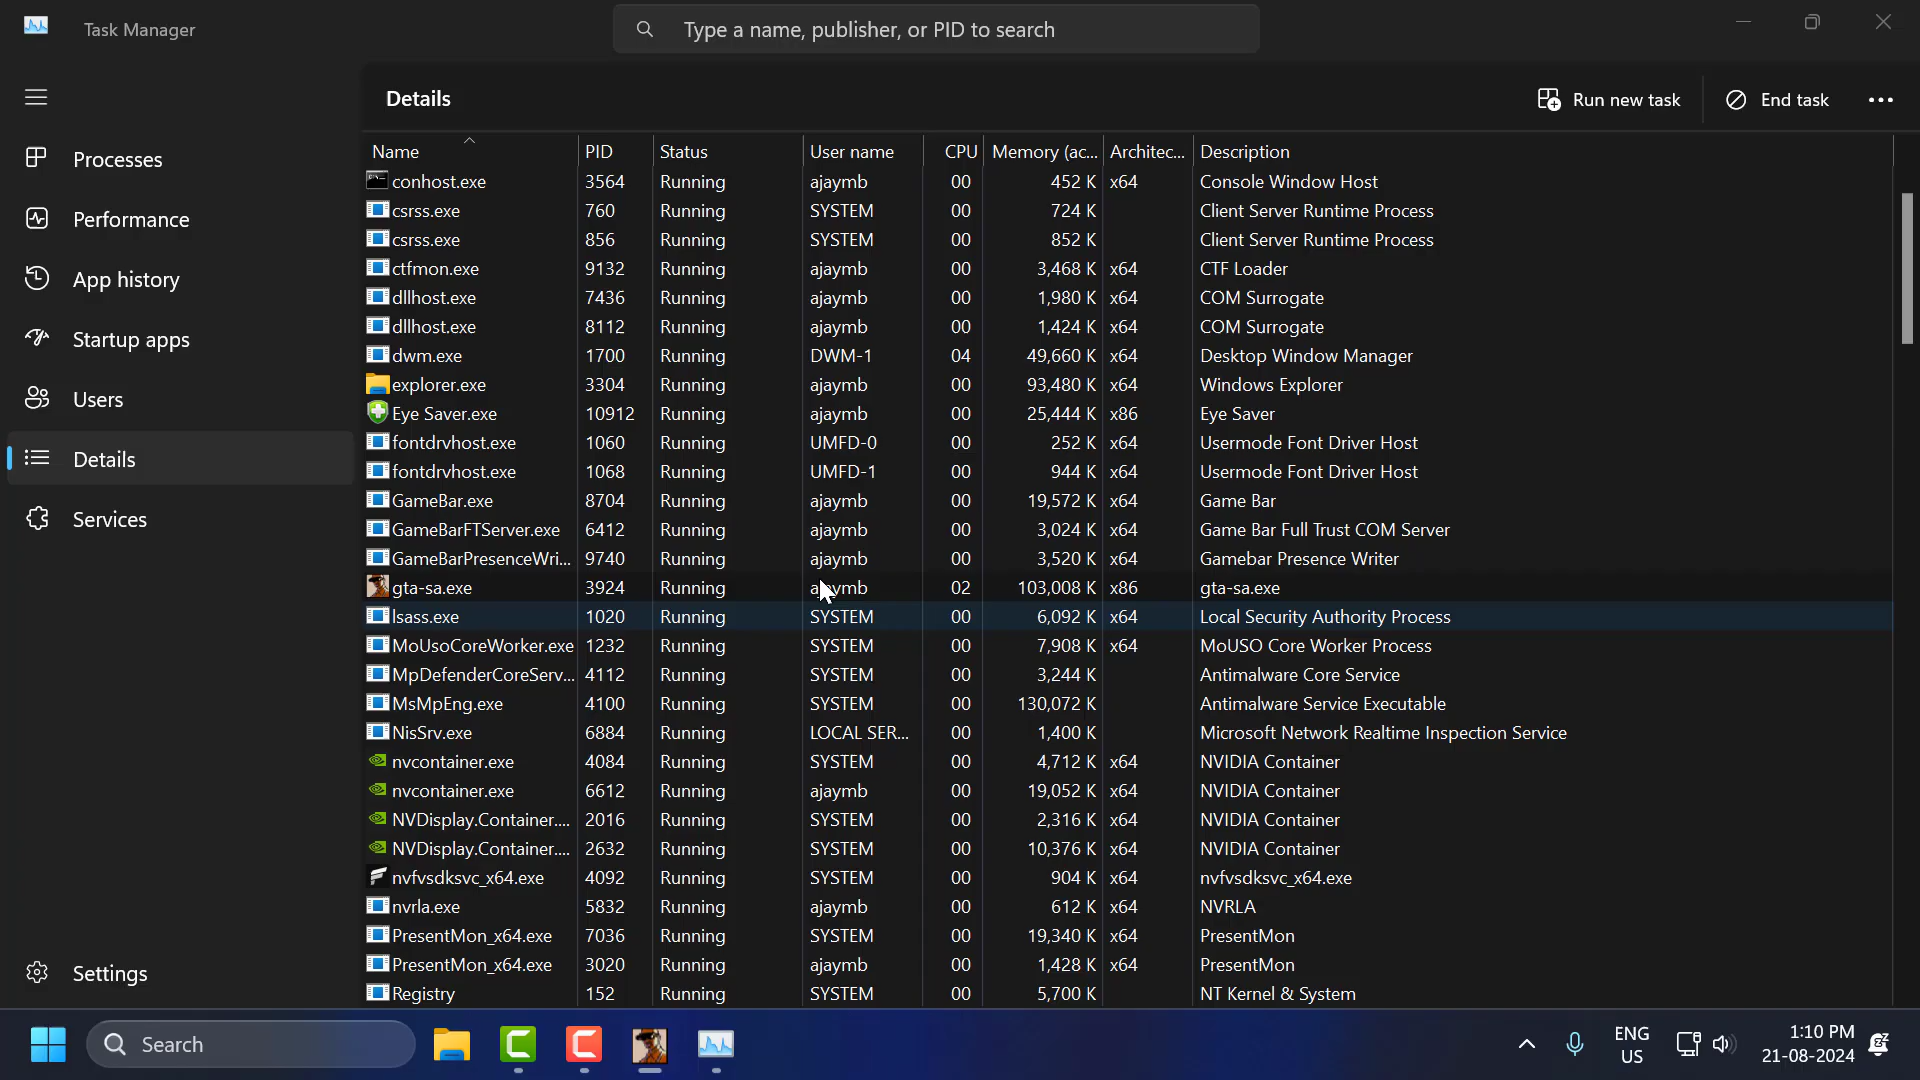 Task Manager
Type a name, publisher, or PID to search
Details
Run new task
End task
Processes
Performance
App history
Startup apps
Users
Details
Services
Settings
Name PID Status User name CPU Memory (ac... Architec... Description
conhost.exe 3564 Running ajaymb 00 452 K x64 Console Window Host
csrss.exe 760 Running SYSTEM 00 724 K Client Server Runtime Process
csrss.exe 856 Running SYSTEM 00 852 K Client Server Runtime Process
ctfmon.exe 9132 Running ajaymb 00 3,468 K x64 CTF Loader
dllhost.exe 7436 Running ajaymb 00 1,980 K x64 COM Surrogate
dllhost.exe 8112 Running ajaymb 00 1,424 K x64 COM Surrogate
dwm.exe 1700 Running DWM-1 04 49,660 K x64 Desktop Window Manager
explorer.exe 3304 Running ajaymb 00 93,480 K x64 Windows Explorer
Eye Saver.exe 10912 Running ajaymb 00 25,444 K x86 Eye Saver
fontdrvhost.exe 1060 Running UMFD-0 00 252 K x64 Usermode Font Driver Host
fontdrvhost.exe 1068 Running UMFD-1 00 944 K x64 Usermode Font Driver Host
GameBar.exe 8704 Running ajaymb 00 19,572 K x64 Game Bar
GameBarFTServer.exe 6412 Running ajaymb 00 3,024 K x64 Game Bar Full Trust COM Server
GameBarPresenceWri... 9740 Running ajaymb 00 3,520 K x64 Gamebar Presence Writer
gta-sa.exe 3924 Running ajaymb 02 103,008 K x86 gta-sa.exe
lsass.exe 1020 Running SYSTEM 00 6,092 K x64 Local Security Authority Process
MoUsoCoreWorker.exe 1232 Running SYSTEM 00 7,908 K x64 MoUSO Core Worker Process
MpDefenderCoreServ... 4112 Running SYSTEM 00 3,244 K Antimalware Core Service
MsMpEng.exe 4100 Running SYSTEM 00 130,072 K Antimalware Service Executable
NisSrv.exe 6884 Running LOCAL SER... 00 1,400 K Microsoft Network Realtime Inspection Service
nvcontainer.exe 4084 Running SYSTEM 00 4,712 K x64 NVIDIA Container
nvcontainer.exe 6612 Running ajaymb 00 19,052 K x64 NVIDIA Container
NVDisplay.Container.... 2016 Running SYSTEM 00 2,316 K x64 NVIDIA Container
NVDisplay.Container.... 2632 Running SYSTEM 00 10,376 K x64 NVIDIA Container
nvfvsdksvc_x64.exe 4092 Running SYSTEM 00 904 K x64 nvfvsdksvc_x64.exe
nvrla.exe 5832 Running ajaymb 00 612 K x64 NVRLA
PresentMon_x64.exe 7036 Running SYSTEM 00 19,340 K x64 PresentMon
PresentMon_x64.exe 3020 Running ajaymb 00 1,428 K x64 PresentMon
Registry 152 Running SYSTEM 00 5,700 K NT Kernel & System
Search
ENG
US
1:10 PM
21-08-2024